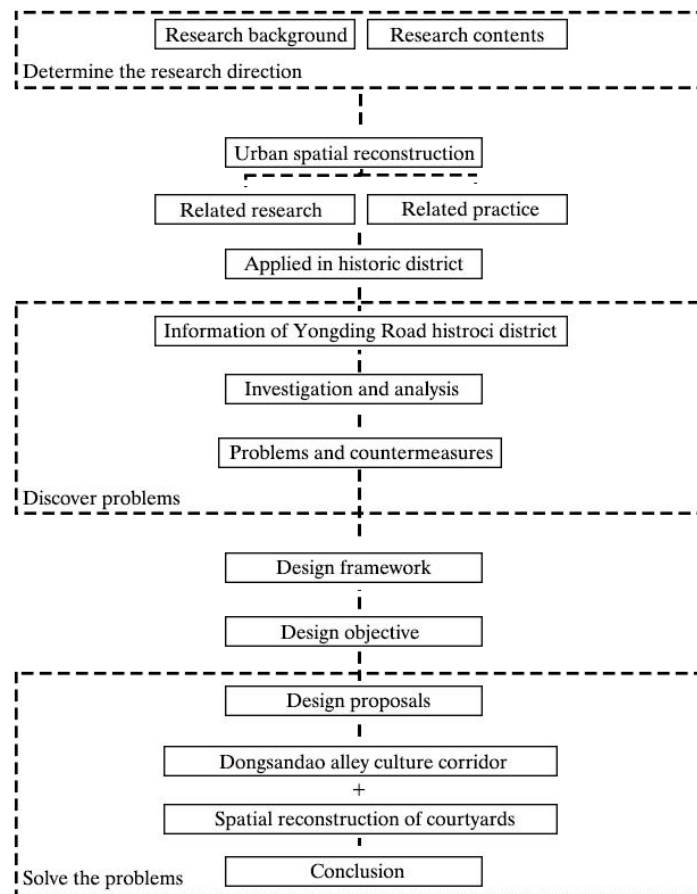 Research background
Research contents
Determine the research direction
Urban spatial reconstruction
Related research
Related practice
Applied in historic district
Information of Yongding Road histroci district
Investigation and analysis
Problems and countermeasures
Discover problems
Design framework
Design objective
Design proposals
Dongsandao alley culture corridor
+
Spatial reconstruction of courtyards
Conclusion
Solve the problems